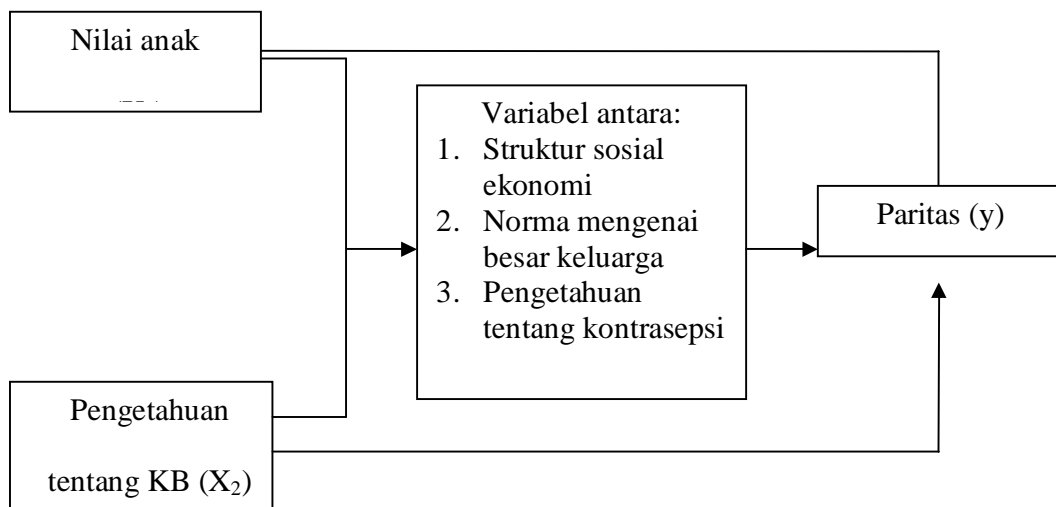 Nilai anak
Variabel antara:
1. Struktur sosial
ekonomi
2. Norma mengenai
besar keluarga
3. Pengetahuan
tentang kontrasepsi
Paritas (y)
Pengetahuan
tentang KB (X₂)